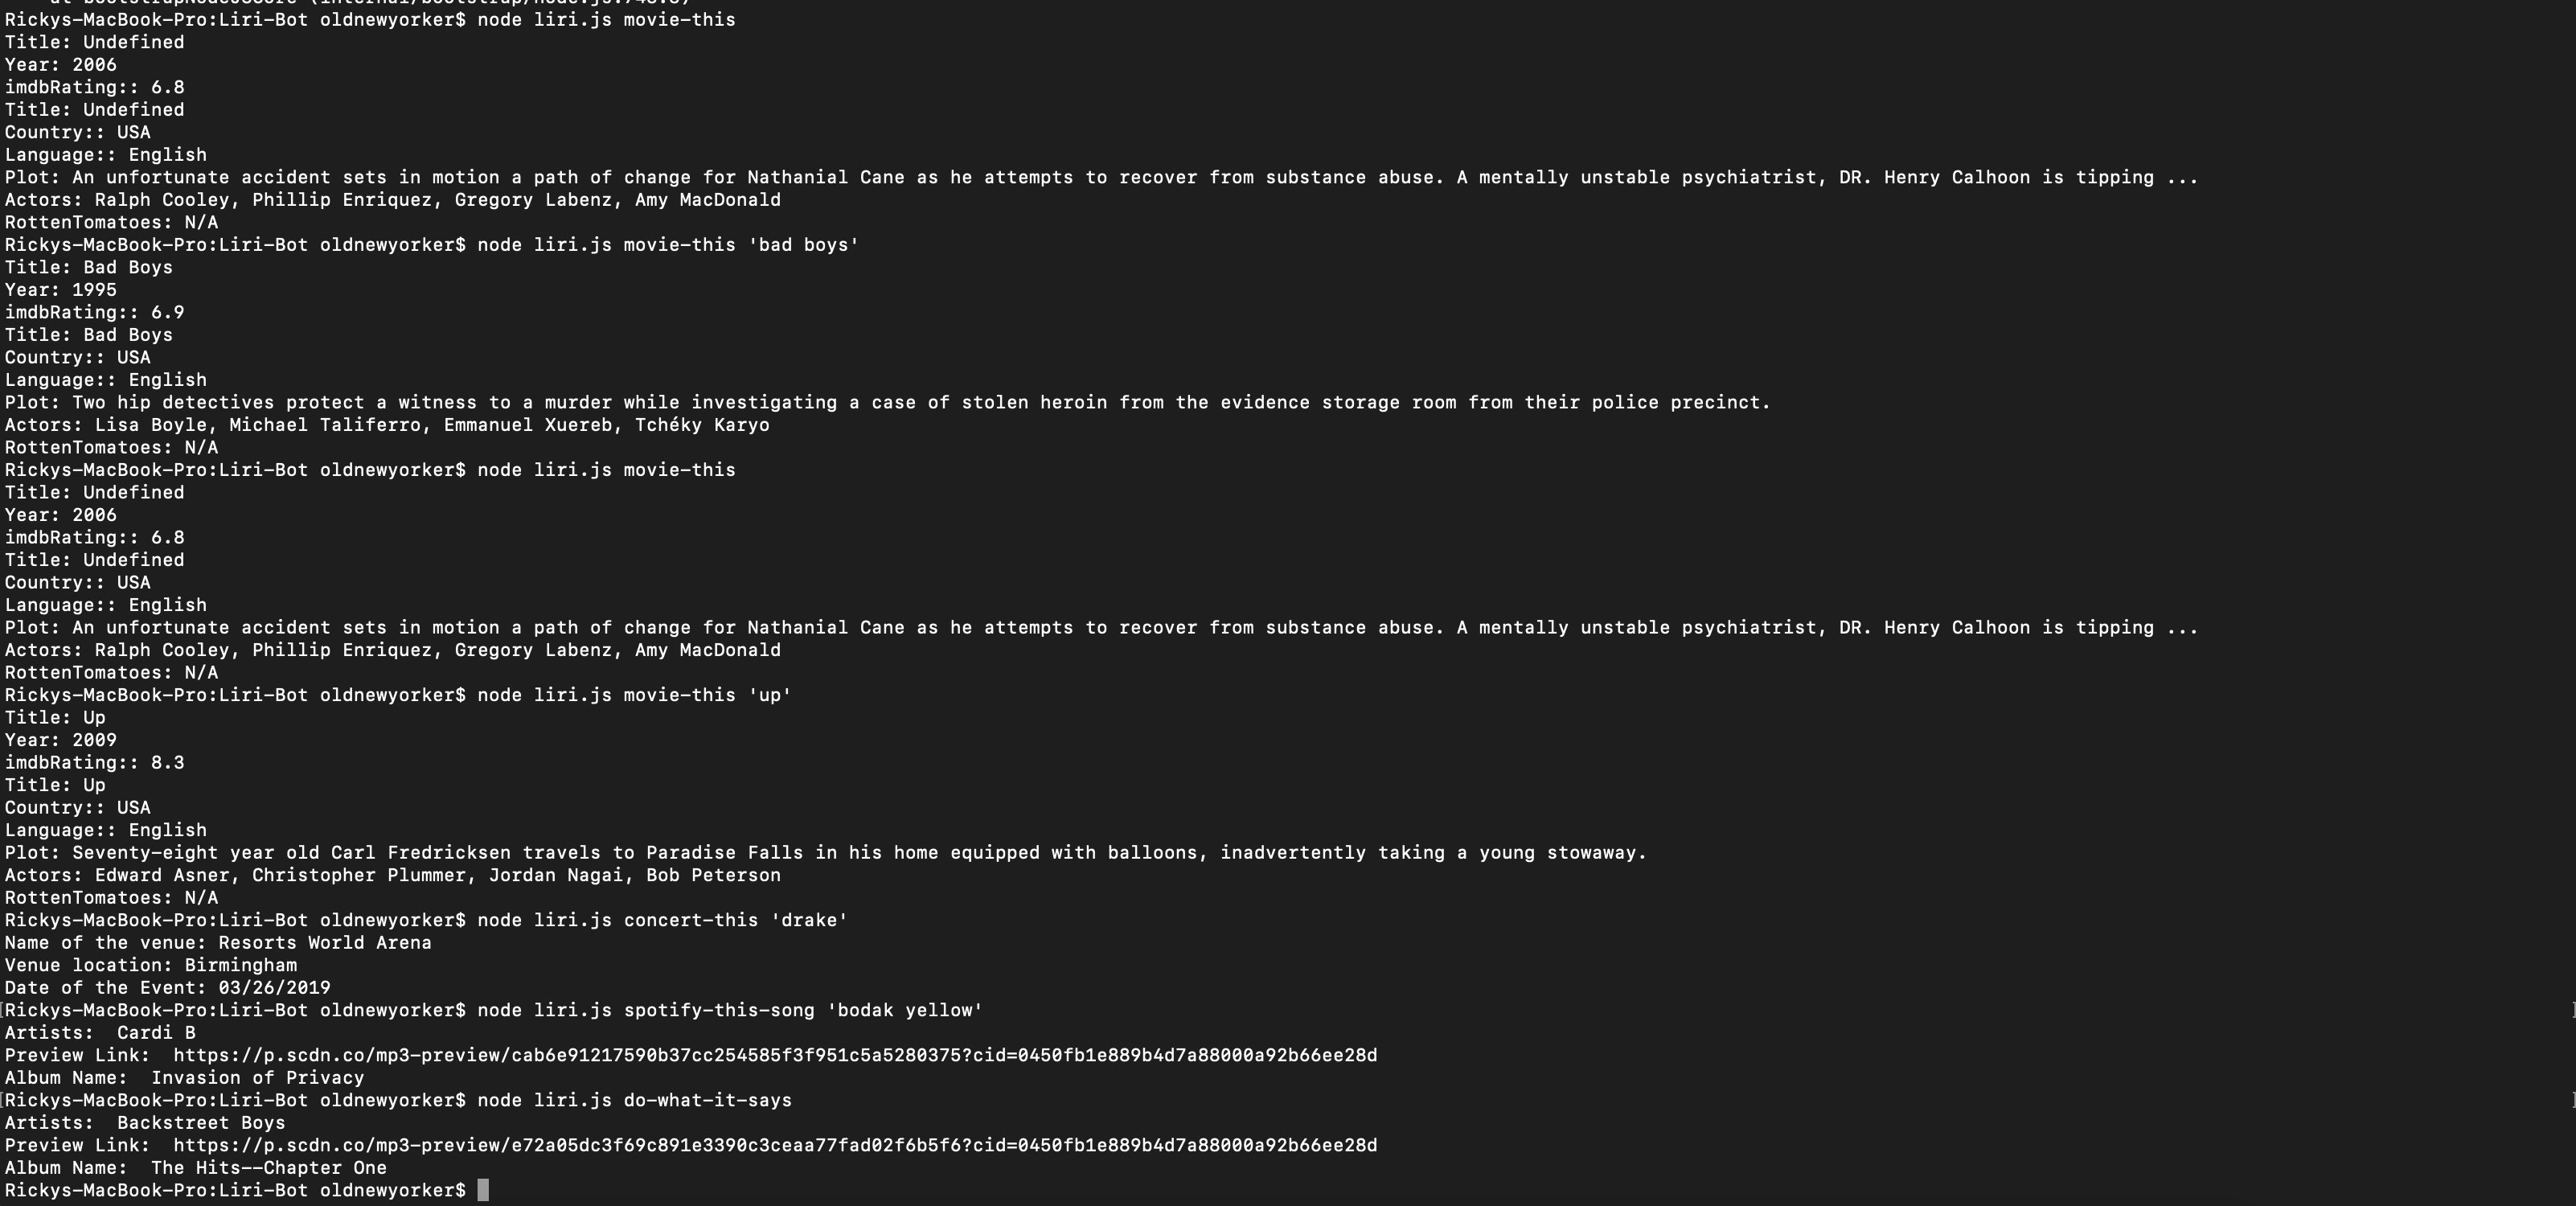 Rickys-MacBook-Pro:Liri-Bot oldnewyorker$ node liri.js movie-this
Title: Undefined
Year: 2006
imdbRating:: 6.8
Title: Undefined
Country:: USA
Language:: English
Plot: An unfortunate accident sets in motion a path of change for Nathanial Cane as he attempts to recover from substance abuse. A mentally unstable psychiatrist, DR. Henry Calhoon is tipping ...
Actors: Ralph Cooley, Phillip Enriquez, Gregory Labenz, Amy MacDonald
RottenTomatoes: N/A
Rickys-MacBook-Pro:Liri-Bot oldnewyorker$ node liri.js movie-this 'bad boys'
Title: Bad Boys
Year: 1995
imdbRating:: 6.9
Title: Bad Boys
Country:: USA
Language:: English
Plot: Two hip detectives protect a witness to a murder while investigating a case of stolen heroin from the evidence storage room from their police precinct.
Actors: Lisa Boyle, Michael Taliferro, Emmanuel Xuereb, Tchéky Karyo
RottenTomatoes: N/A
Rickys-MacBook-Pro:Liri-Bot oldnewyorker$ node liri.js movie-this
Title: Undefined
Year: 2006
imdbRating:: 6.8
Title: Undefined
Country:: USA
Language:: English
Plot: An unfortunate accident sets in motion a path of change for Nathanial Cane as he attempts to recover from substance abuse. A mentally unstable psychiatrist, DR. Henry Calhoon is tipping ...
Actors: Ralph Cooley, Phillip Enriquez, Gregory Labenz, Amy MacDonald
RottenTomatoes: N/A
Rickys-MacBook-Pro:Liri-Bot oldnewyorker$ node liri.js movie-this 'up'
Title: Up
Year: 2009
imdbRating:: 8.3
Title: Up
Country:: USA
Language:: English
Plot: Seventy-eight year old Carl Fredricksen travels to Paradise Falls in his home equipped with balloons, inadvertently taking a young stowaway.
Actors: Edward Asner, Christopher Plummer, Jordan Nagai, Bob Peterson
RottenTomatoes: N/A
Rickys-MacBook-Pro:Liri-Bot oldnewyorker$ node liri.js concert-this 'drake'
Name of the venue: Resorts World Arena
Venue location: Birmingham
Date of the Event: 03/26/2019
[Rickys-MacBook-Pro:Liri-Bot oldnewyorker$ node liri.js spotify-this-song 'bodak yellow' ]
Artists:  Cardi B
Preview Link:  https://p.scdn.co/mp3-preview/cab6e91217590b37cc254585f3f951c5a5280375?cid=0450fb1e889b4d7a88000a92b66ee28d
Album Name:  Invasion of Privacy
[Rickys-MacBook-Pro:Liri-Bot oldnewyorker$ node liri.js do-what-it-says ]
Artists:  Backstreet Boys
Preview Link:  https://p.scdn.co/mp3-preview/e72a05dc3f69c891e3390c3ceaa77fad02f6b5f6?cid=0450fb1e889b4d7a88000a92b66ee28d
Album Name:  The Hits--Chapter One
Rickys-MacBook-Pro:Liri-Bot oldnewyorker$